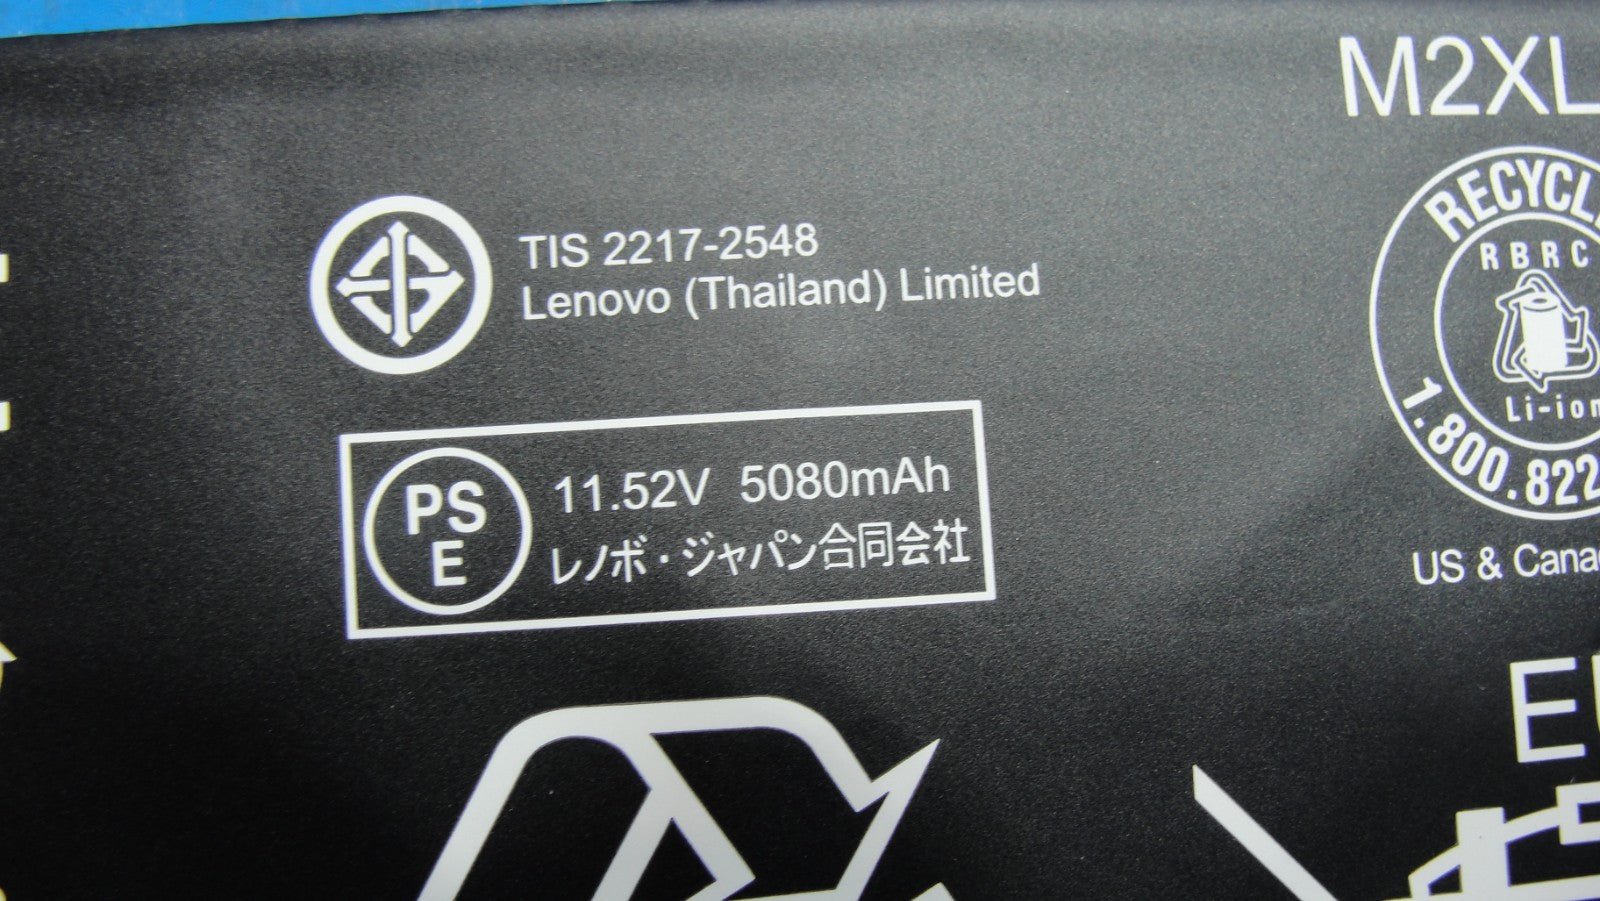 M2XL
TIS 2217-2548
Lenovo (Thailand) Limited
RECYCL
RBRC
Li-ion
1.800.822
PS
E
11.52V 5080mAh
レノボ・ジャパン合同会社
US & Cana
E